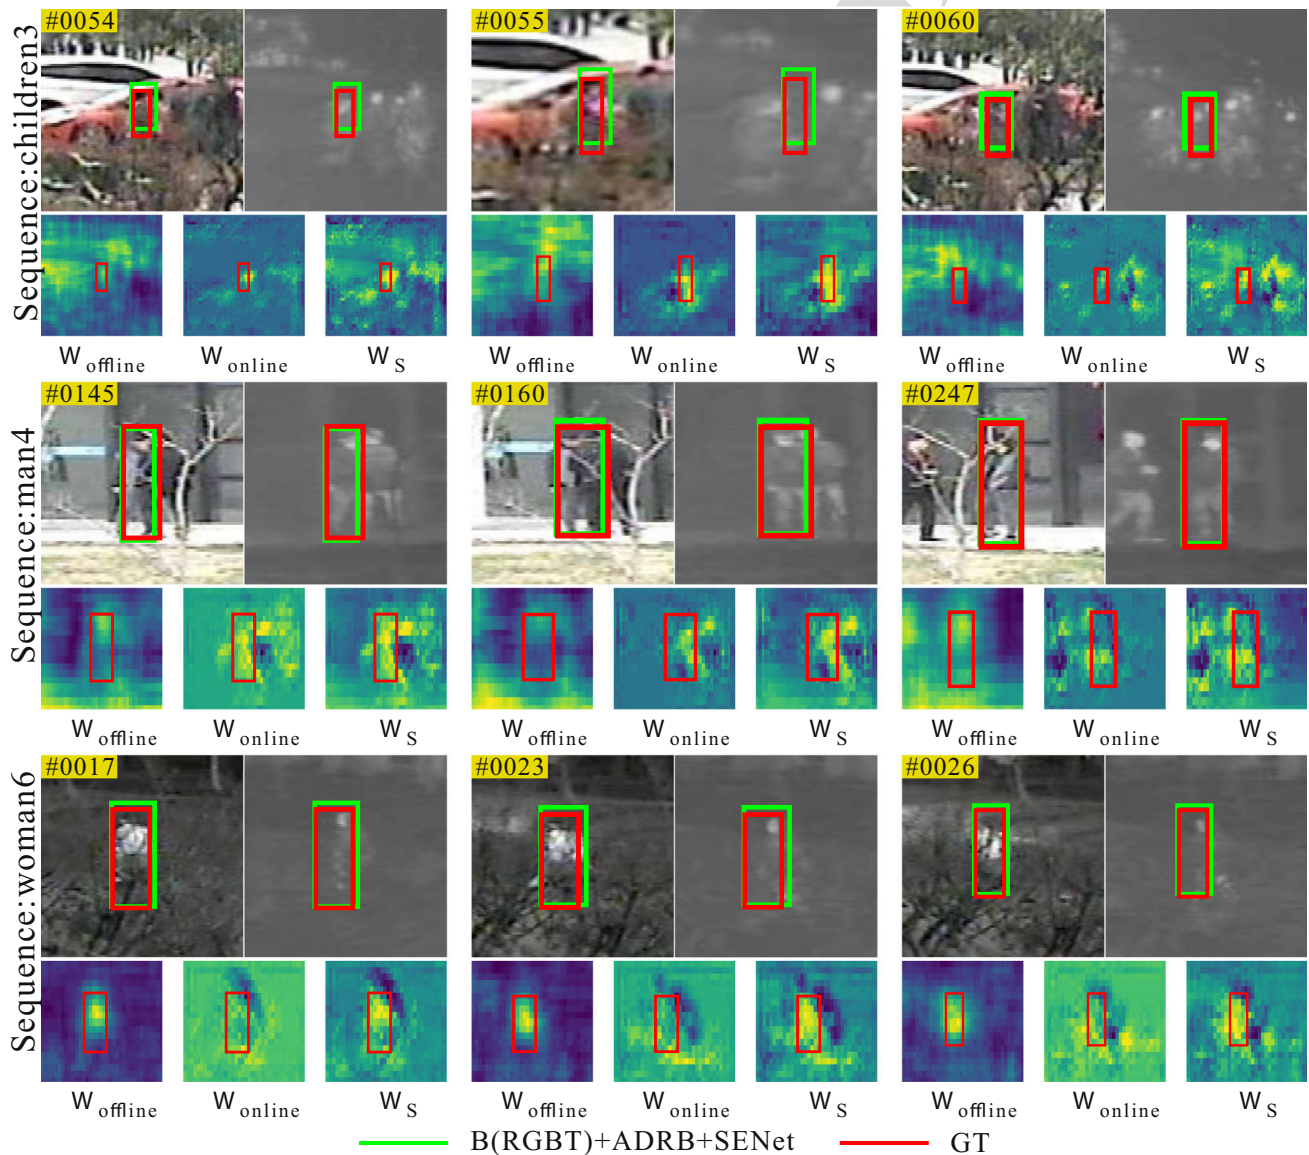 Sequence:children3
#0054
#0055
#0060
W offline
W online
W S
W offline
W online
W S
W offline
W online
W S
Sequence:man4
#0145
#0160
#0247
W offline
W online
W S
W offline
W online
W S
W offline
W online
W S
Sequence:woman6
#0017
#0023
#0026
W offline
W online
W S
W offline
W online
W S
W offline
W online
W S
B(RGBT)+ADRB+SENet
GT